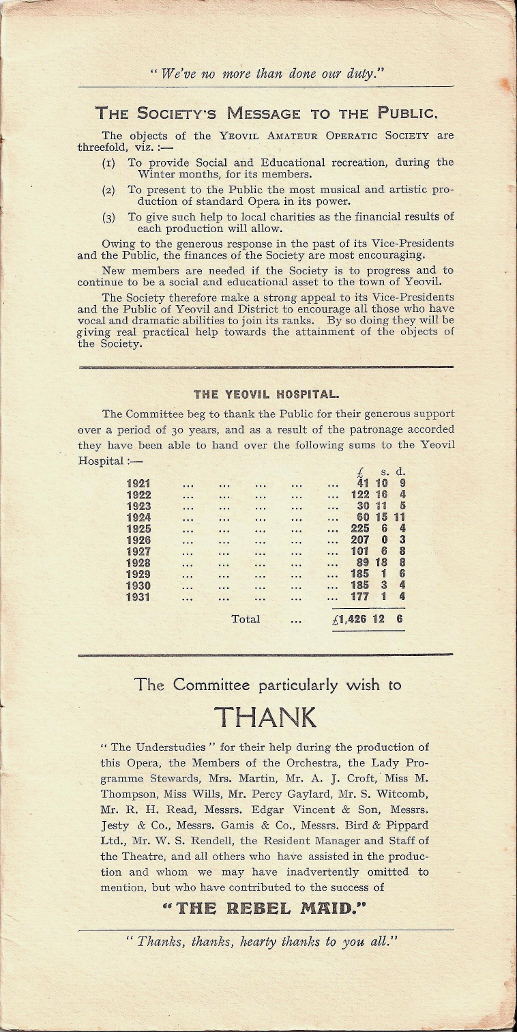 "We've no more than done our duty."
THE SOCIETY'S MESSAGE TO THE PUBLIC.
The objects of the YEOVIL AMATEUR OPERATIC SOCIETY are
threefold, viz. :—
(1) To provide Social and Educational recreation, during the
Winter months, for its members.
(2) To present to the Public the most musical and artistic pro-
duction of standard Opera in its power.
(3) To give such help to local charities as the financial results of
each production will allow.
Owing to the generous response in the past of its Vice-Presidents
and the Public, the finances of the Society are most encouraging.
New members are needed if the Society is to progress and to
continue to be a social and educational asset to the town of Yeovil.
The Society therefore make a strong appeal to its Vice-Presidents
and the Public of Yeovil and District to encourage all those who have
vocal and dramatic abilities to join its ranks. By so doing they will be
giving real practical help towards the attainment of the objects of
the Society.
THE YEOVIL HOSPITAL.
The Committee beg to thank the Public for their generous support
over a period of 30 years, and as a result of the patronage accorded
they have been able to hand over the following sums to the Yeovil
Hospital :—
£ s. d.
1921 ... ... ... ... ... 41 10 9
1922 ... ... ... ... ... 122 16 4
1923 ... ... ... ... ... 30 11 5
1924 ... ... ... ... ... 60 15 11
1925 ... ... ... ... ... 225 6 4
1926 ... ... ... ... ... 207 0 3
1927 ... ... ... ... ... 101 6 8
1928 ... ... ... ... ... 89 18 8
1929 ... ... ... ... ... 185 1 6
1930 ... ... ... ... ... 185 3 4
1931 ... ... ... ... ... 177 1 4
Total ... £1,426 12 6
The Committee particularly wish to
THANK
"The Understudies" for their help during the production of
this Opera, the Members of the Orchestra, the Lady Pro-
gramme Stewards, Mrs. Martin, Mr. A. J. Croft, Miss M.
Thompson, Miss Wills, Mr. Percy Gaylard, Mr. S. Witcomb,
Mr. R. H. Read, Messrs. Edgar Vincent & Son, Messrs.
Jesty & Co., Messrs. Gamis & Co., Messrs. Bird & Pippard
Ltd., Mr. W. S. Rendell, the Resident Manager and Staff of
the Theatre, and all others who have assisted in the produc-
tion and whom we may have inadvertently omitted to
mention, but who have contributed to the success of
"THE REBEL MAID."
"Thanks, thanks, hearty thanks to you all."